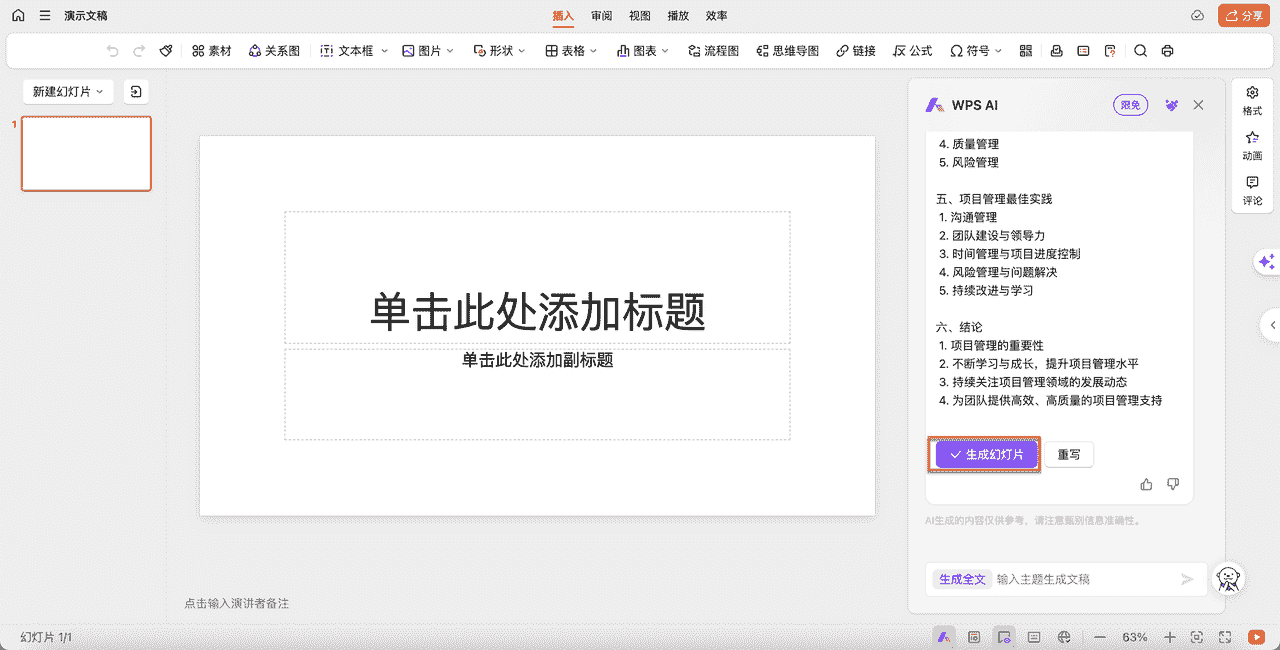 演示文稿
插入 审阅 视图 播放 效率
分享
素材 关系图 文本框 图片 形状 表格 图表 流程图 思维导图 链接 公式 符号
新建幻灯片
1
单击此处添加标题
单击此处添加副标题
点击输入演讲者备注
WPS AI
限免
4. 质量管理
5. 风险管理
五、项目管理最佳实践
1. 沟通管理
2. 团队建设与领导力
3. 时间管理与项目进度控制
4. 风险管理与问题解决
5. 持续改进与学习
六、结论
1. 项目管理的重要性
2. 不断学习与成长，提升项目管理水平
3. 持续关注项目管理领域的发展动态
4. 为团队提供高效、高质量的项目管理支持
生成幻灯片 重写
AI生成的内容仅供参考，请注意甄别信息准确性。
生成全文 输入主题生成文稿
格式
动画
评论
幻灯片 1/1
63%